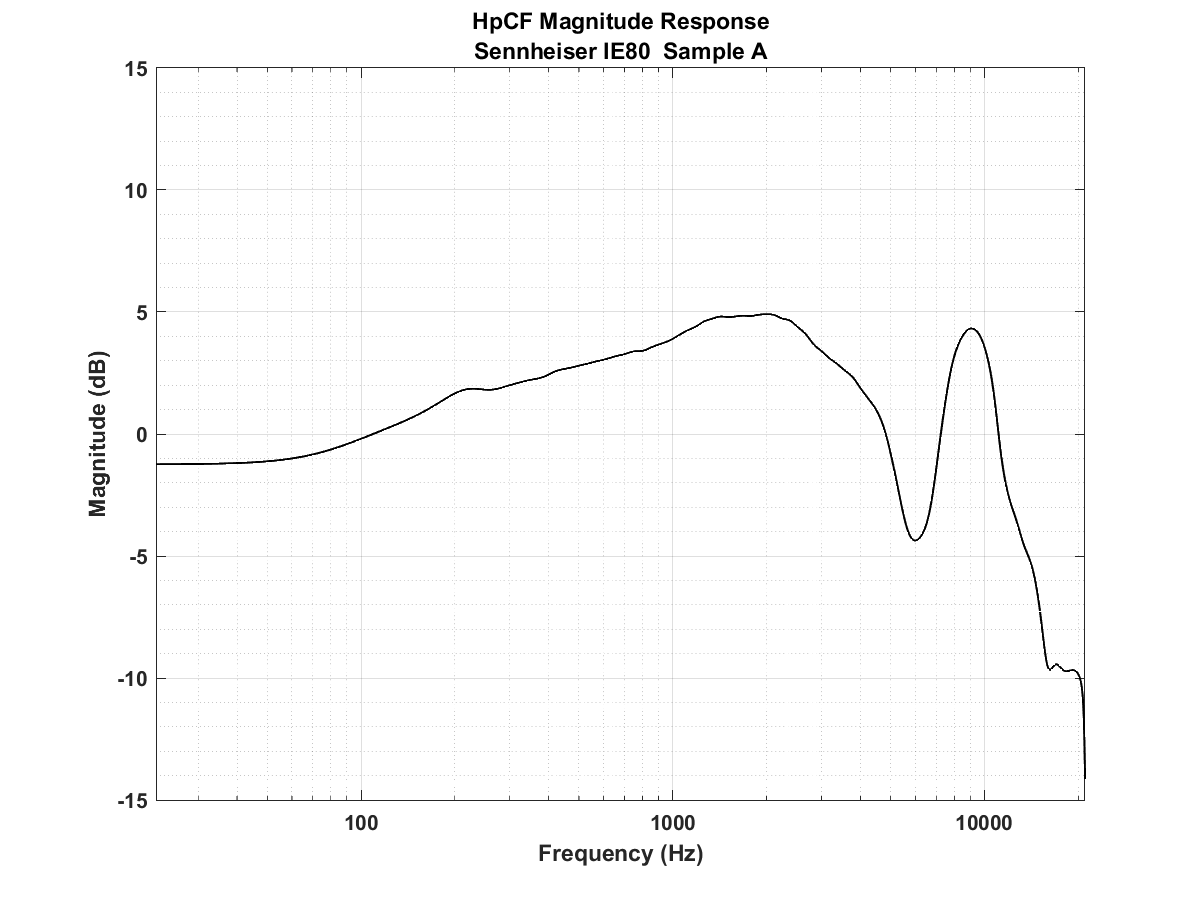 HpCF Magnitude Response
Sennheiser IE80  Sample A
15
10
5
0
-5
-10
-15
Magnitude (dB)
100
1000
10000
Frequency (Hz)